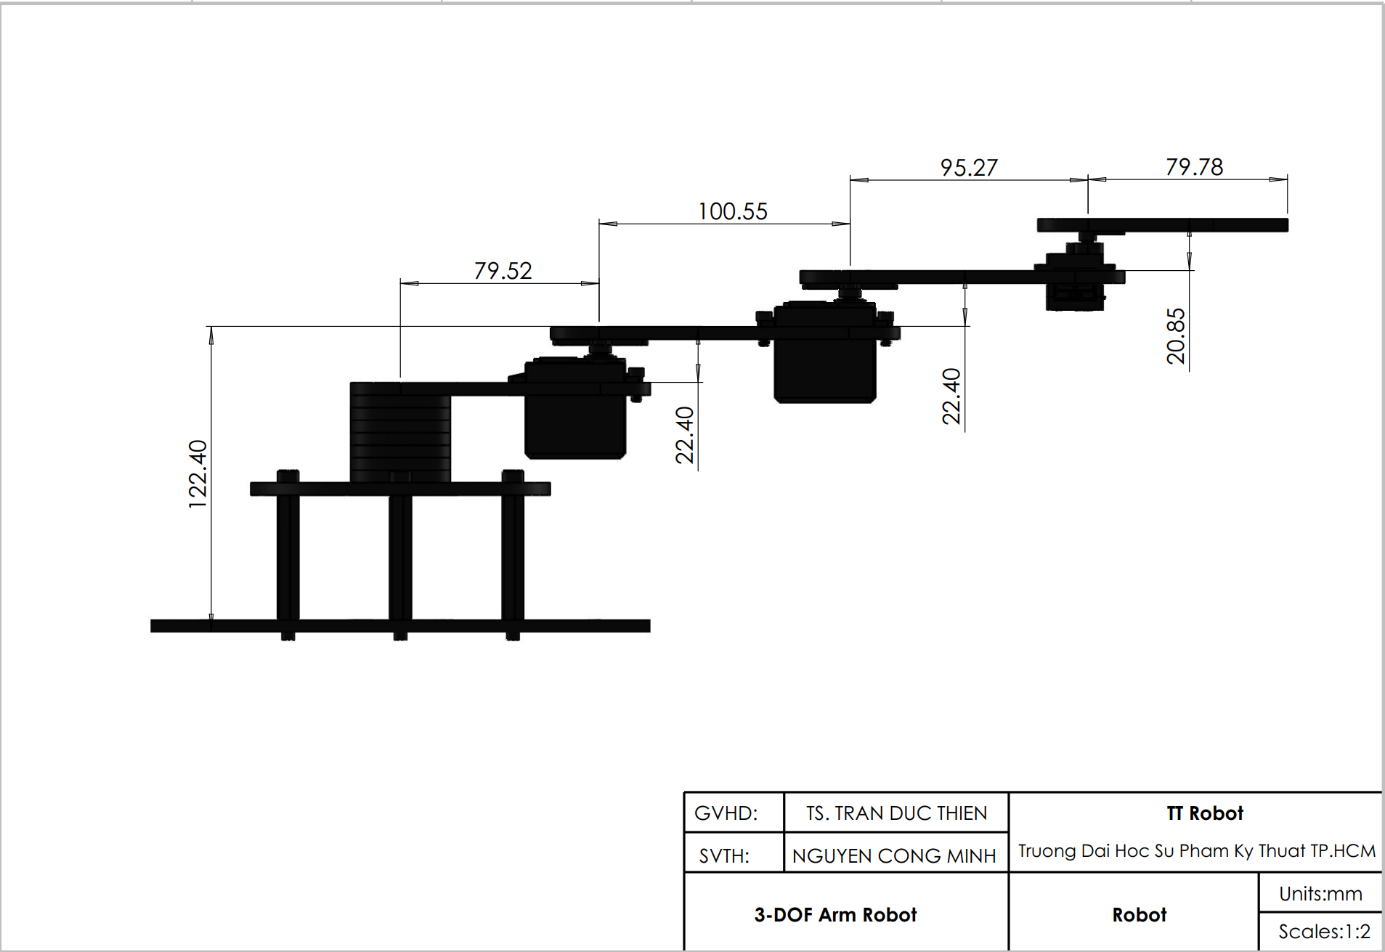 95.27
79.78
100.55
79.52
20.85
22.40
22.40
122.40
GVHD:
TS. TRAN DUC THIEN
TT Robot
SVTH:
NGUYEN CONG MINH
Truong Dai Hoc Su Pham Ky Thuat TP.HCM
3-DOF Arm Robot
Robot
Units:mm
Scales:1:2